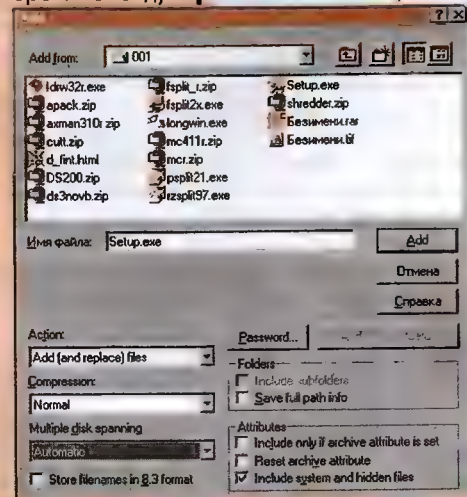 Add from:
001
ldrw32r.exe
apack.zip
axman310r.zip
cutt.zip
d_fint.html
DS200.zip
ds3novb.zip
fsplit_r.zip
fsplit2x.exe
longwin.exe
mc411r.zip
mcr.zip
psplit21.exe
rzsplit97.exe
Setup.exe
shredder.zip
Безимени.rar
Безимени.tif
Имя файла:
Setup.exe
Add
Отмена
Справка
Action:
Add (and replace) files
Compression:
Normal
Multiple disk spanning
Automatic
Store filenames in 8.3 format
Password...
Folders
Include subfolders
Save full path info
Attributes
Include only if archive attribute is set
Reset archive attribute
Include system and hidden files